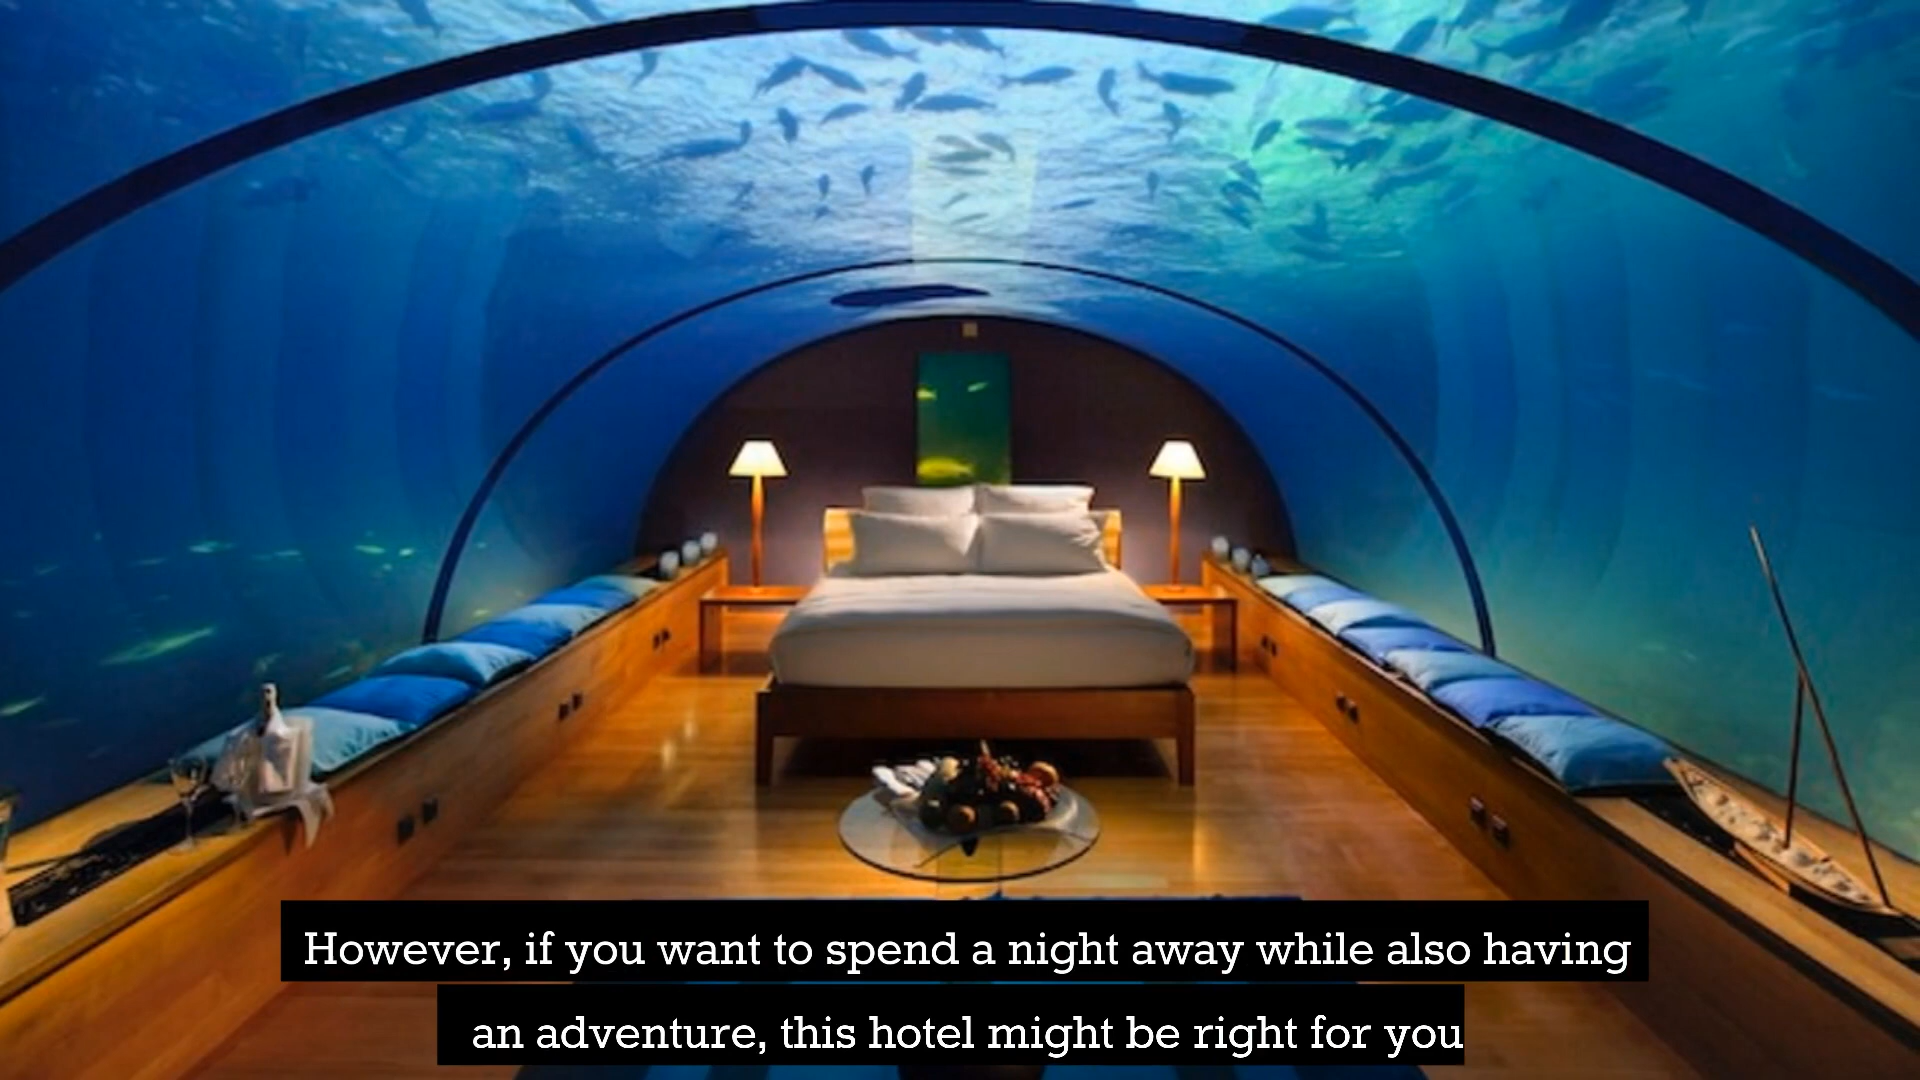 However, if you want to spend a night away while also having
an adventure, this hotel might be right for you